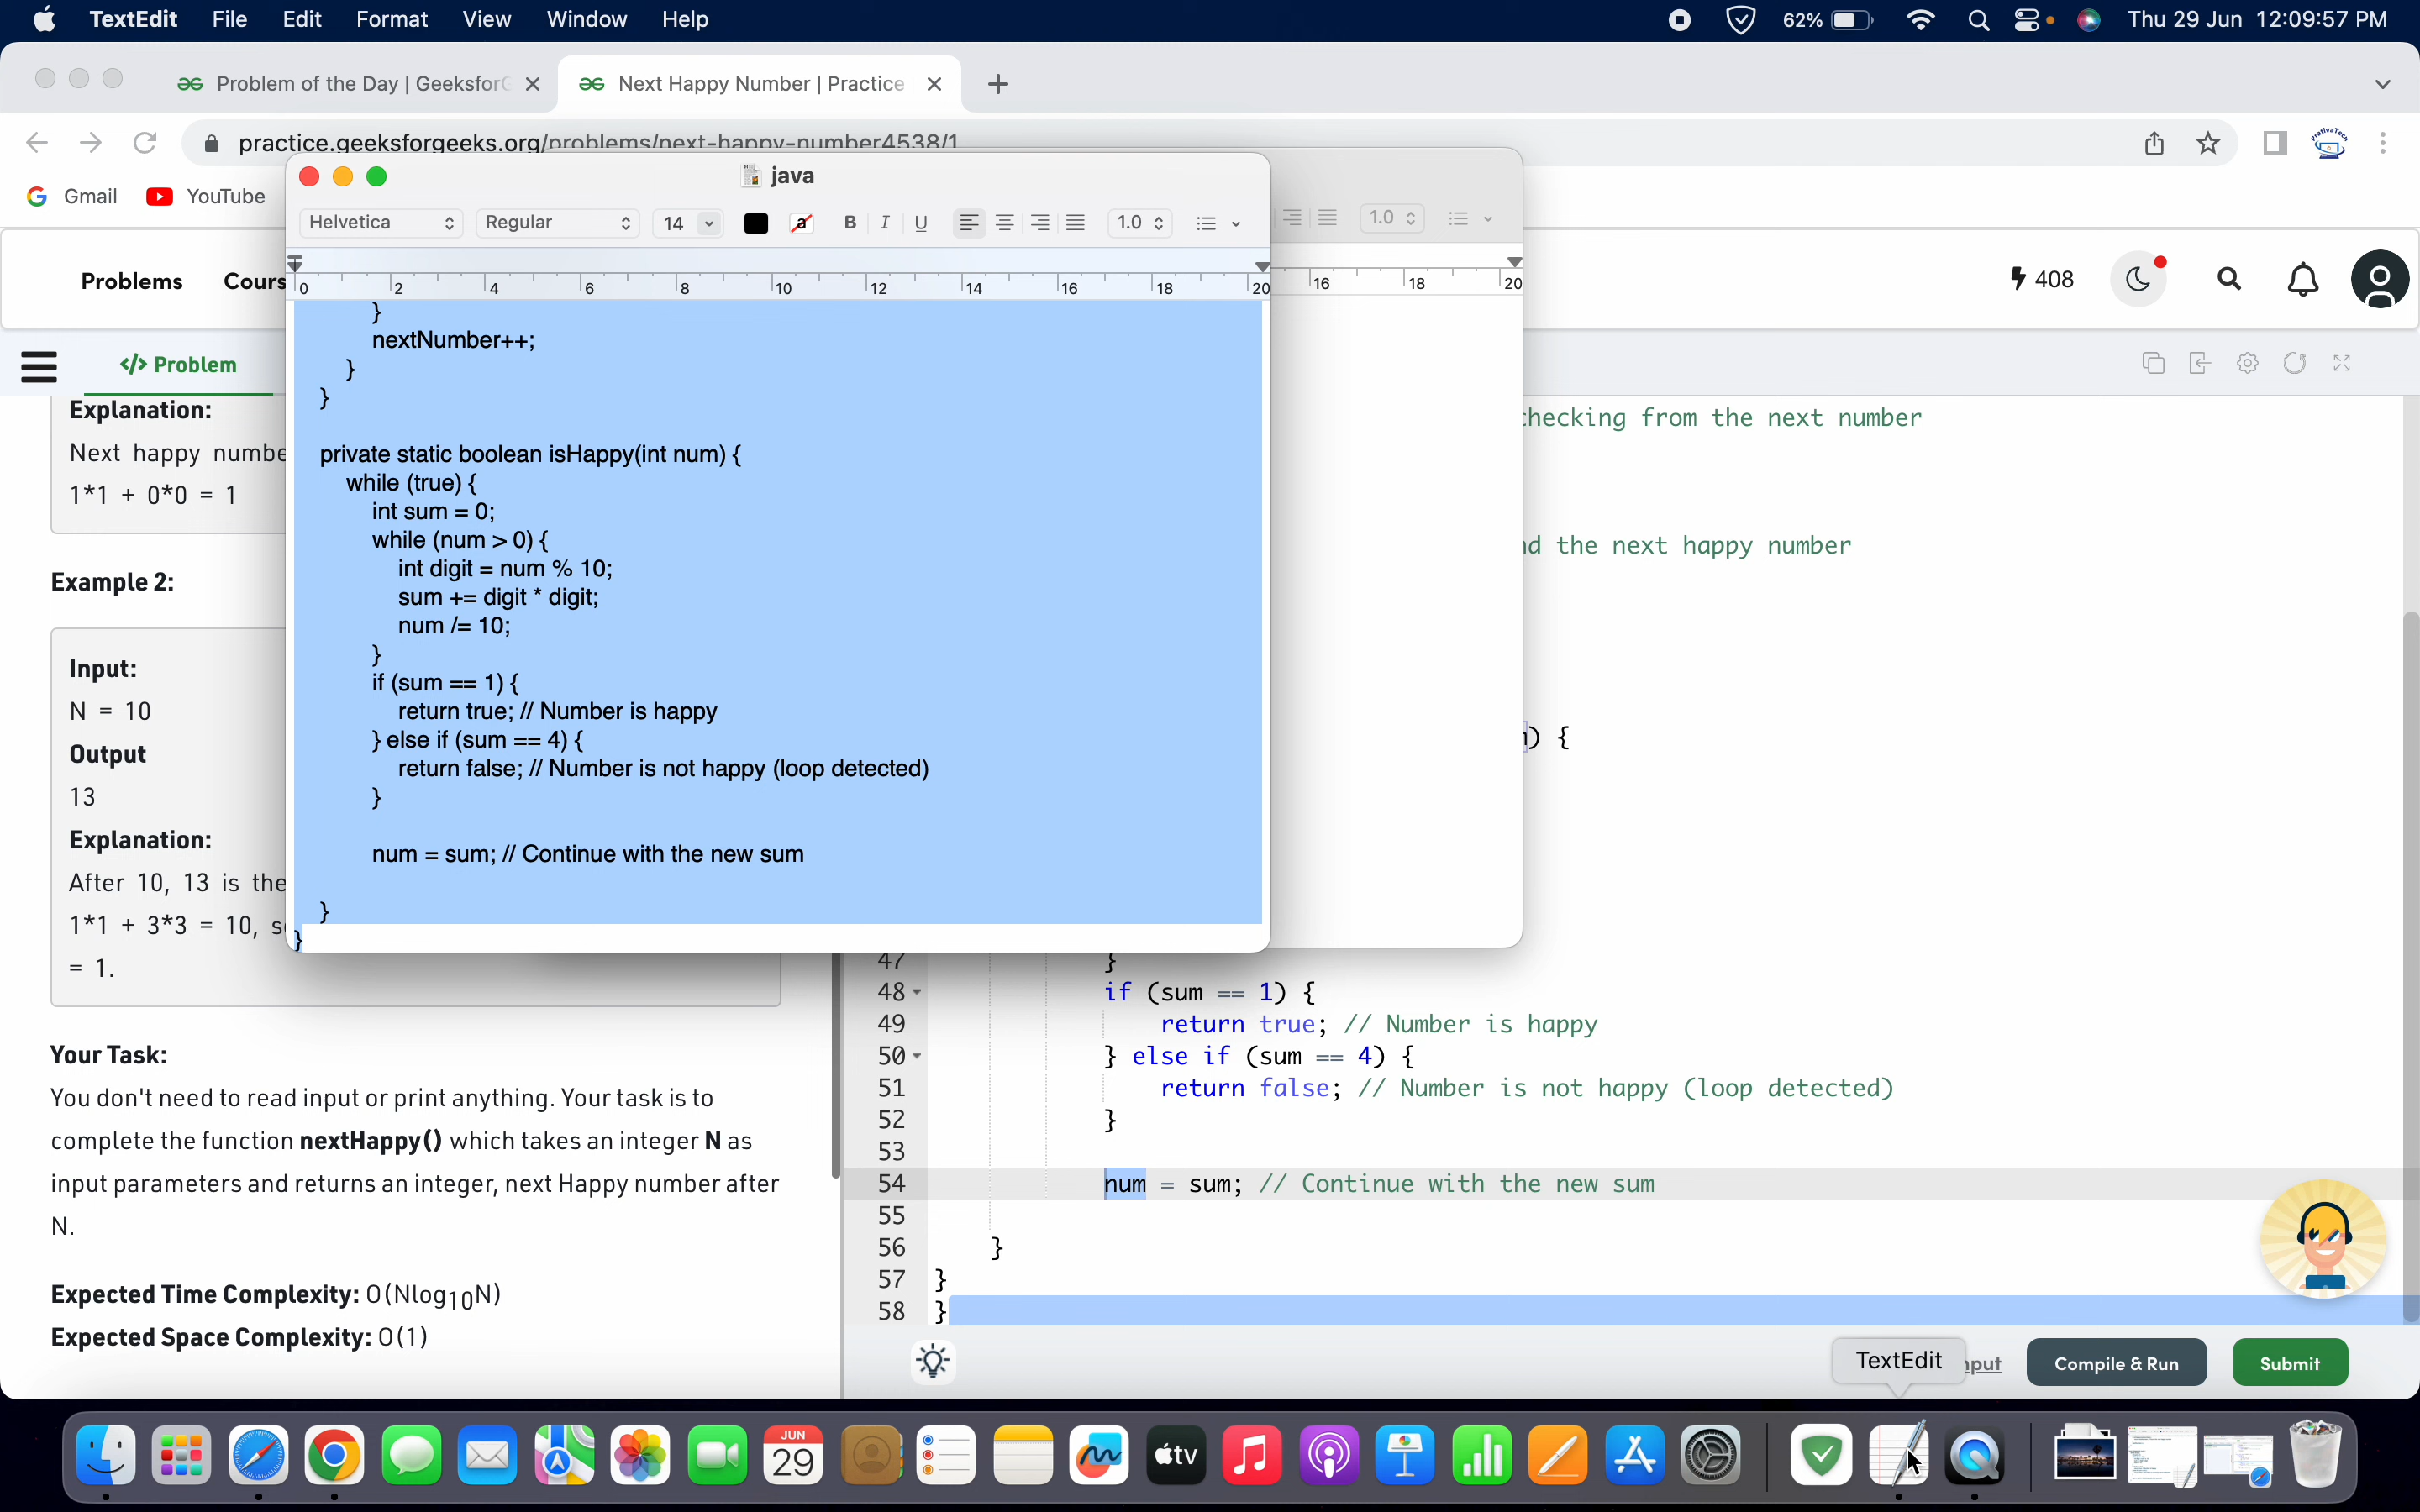 TextEdit File Edit Format View Window Help 62% Thu 29 Jun 12:09:57 PM
Problem of the Day | Geeksfor
Next Happy Number | Practice
practice.geeksforgeeks.org/problems/next-happy-number4538/1
PrativaTech
Gmail YouTube
java
Helvetica Regular 14 a B I U 1.0
1.0
0 2 4 6 8 10 12 14 16 18 20
16 18 20
Problems Cours
408
</> Problem
Explanation:
Next happy numbe
1*1 + 0*0 = 1
Example 2:
Input:
N = 10
Output
13
Explanation:
After 10, 13 is the
1*1 + 3*3 = 10, s
= 1.
Your Task:
You don't need to read input or print anything. Your task is to
complete the function nextHappy() which takes an integer N as
input parameters and returns an integer, next Happy number after
N.
Expected Time Complexity: O(Nlog10N)
Expected Space Complexity: O(1)
}
nextNumber++;
}
}
private static boolean isHappy(int num) {
while (true) {
int sum = 0;
while (num > 0) {
int digit = num % 10;
sum += digit * digit;
num /= 10;
}
if (sum == 1) {
return true; // Number is happy
} else if (sum == 4) {
return false; // Number is not happy (loop detected)
}
num = sum; // Continue with the new sum
}
}
checking from the next number
nd the next happy number
) {
47 }
48 if (sum == 1) {
49 return true; // Number is happy
50 } else if (sum == 4) {
51 return false; // Number is not happy (loop detected)
52 }
53
54 num = sum; // Continue with the new sum
55
56 }
57 }
58 }
TextEdit
nput
Compile & Run
Submit
JUN
29
tv